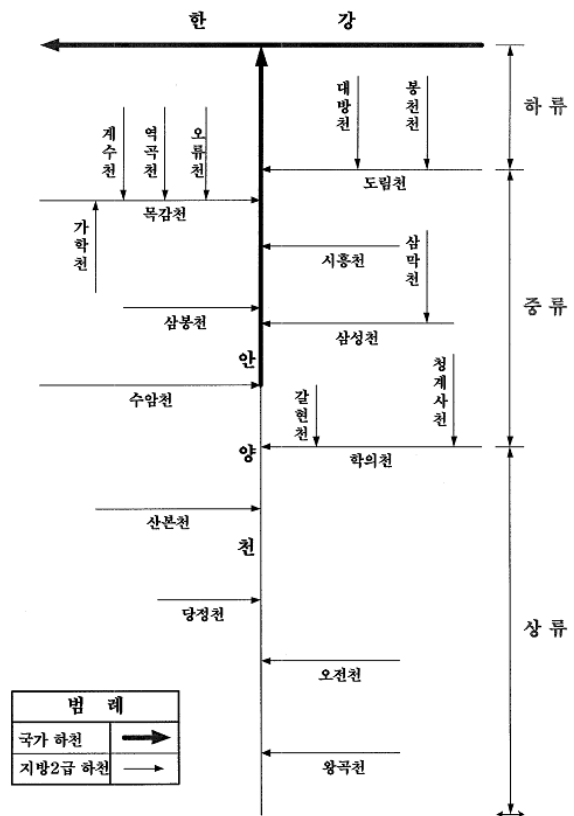 한 강
대방천
봉천천
하 류
계수천
역곡천
오류천
도림천
목감천
가학천
시흥천
삼막천
중 류
삼봉천
삼성천
안
양
천
청계사천
갈현천
수암천
학의천
산본천
당정천
상 류
오전천
왕곡천
범 례
국가 하천
지방2급 하천